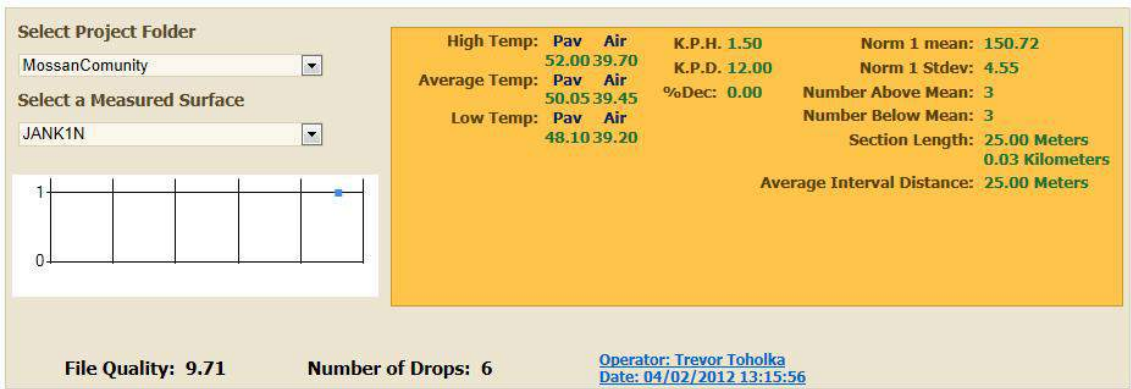 Select Project Folder
MossanComunity
Select a Measured Surface
JANK1N
1
0
High Temp: Pav Air
52.00 39.70
Average Temp: Pav Air
50.05 39.45
Low Temp: Pav Air
48.10 39.20
K.P.H. 1.50
K.P.D. 12.00
%Dec: 0.00
Norm 1 mean: 150.72
Norm 1 Stdev: 4.55
Number Above Mean: 3
Number Below Mean: 3
Section Length: 25.00 Meters
0.03 Kilometers
Average Interval Distance: 25.00 Meters
File Quality: 9.71
Number of Drops: 6
Operator: Trevor Toholka
Date: 04/02/2012 13:15:56